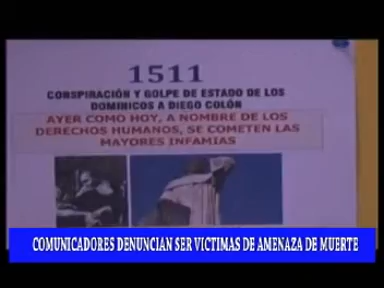 1511
CONSPIRACIÓN Y GOLPE DE ESTADO DE LOS
DOMINICOS A DIEGO COLÓN
AYER COMO HOY, A NOMBRE DE LOS
DERECHOS HUMANOS, SE COMETEN LAS
MAYORES INFAMIAS
COMUNICADORES DENUNCIAN SER VICTIMAS DE AMENAZA DE MUERTE